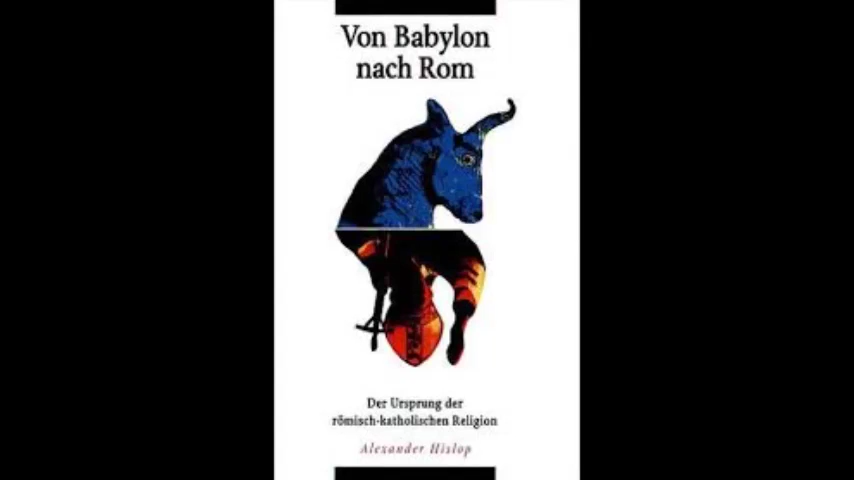 Von Babylon
nach Rom
Der Ursprung der
römisch-katholischen Religion
Alexander Hislop